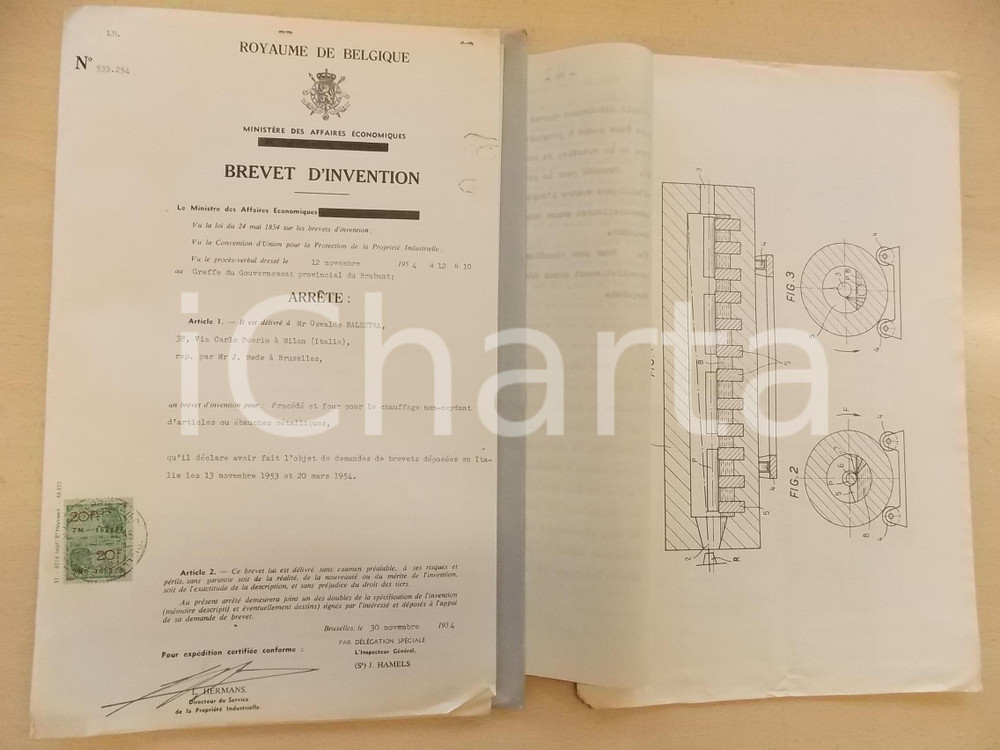 LB.
N° 533.254
ROYAUME DE BELGIQUE
MINISTÈRE DES AFFAIRES ÉCONOMIQUES
BREVET D'INVENTION
Le Ministre des Affaires Economiques
Vu la loi du 24 mai 1854 sur les brevets d'invention;
Vu la Convention d'Union pour la Protection de la Propriété Industrielle;
Vu le procès-verbal dressé le 12 novembre 1954 à 12 h 10
au Greffe du Gouvernement provincial du Brabant;
ARRÊTE :
Article 1. — Il est délivré à Mr Osvaldo BALESTRA,
38, Via Carlo Poerio à Milan (Italie),
rep. par Mr J. Bede à Bruxelles,
un brevet d'invention pour: Procédé et four pour le chauffage non-oxydant
d'articles ou ébauches métalliques,
qu'il déclare avoir fait l'objet de demandes de brevets déposées en Ita-
lie les 13 novembre 1953 et 20 mars 1954.
20F
20F
Article 2. — Ce brevet lui est délivré sans examen préalable, à ses risques et
périls, sans garantie soit de la réalité, de la nouveauté ou du mérite de l'invention,
soit de l'exactitude de la description, et sans préjudice du droit des tiers.
Au présent arrêté demeurera joint un des doubles de la spécification de l'invention
(mémoire descriptif et éventuellement dessins) signés par l'intéressé et déposés à l'appui
de sa demande de brevet.
Bruxelles, le 30 novembre 1954
PAR DÉLÉGATION SPÉCIALE :
L'Inspecteur Général,
(Sé) J. HAMELS
Pour expédition certifiée conforme :
L. HERMANS.
Directeur du Service
de la Propriété Industrielle.
FIG.3
FIG.2
iCharta